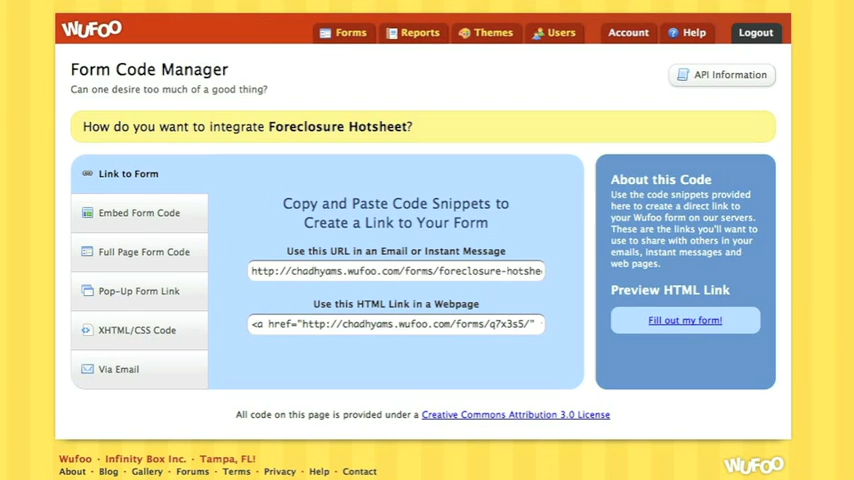 WUFOO
Forms Reports Themes Users Account Help Logout
Form Code Manager
Can one desire too much of a good thing?
API Information
How do you want to integrate Foreclosure Hotsheet?
Link to Form
Embed Form Code
Full Page Form Code
Pop-Up Form Link
XHTML/CSS Code
Via Email
Copy and Paste Code Snippets to
Create a Link to Your Form
Use this URL in an Email or Instant Message
http://chadhyams.wufoo.com/forms/foreclosure-hotshe
Use this HTML Link in a Webpage
<a href="http://chadhyams.wufoo.com/forms/q7x3s5/"
About this Code
Use the code snippets provided
here to create a direct link to
your Wufoo form on our servers.
These are the links you'll want to
use to share with others in your
emails, instant messages and
web pages.
Preview HTML Link
Fill out my form!
All code on this page is provided under a Creative Commons Attribution 3.0 License
Wufoo · Infinity Box Inc. · Tampa, FL!
About · Blog · Gallery · Forums · Terms · Privacy · Help · Contact
WUFOO